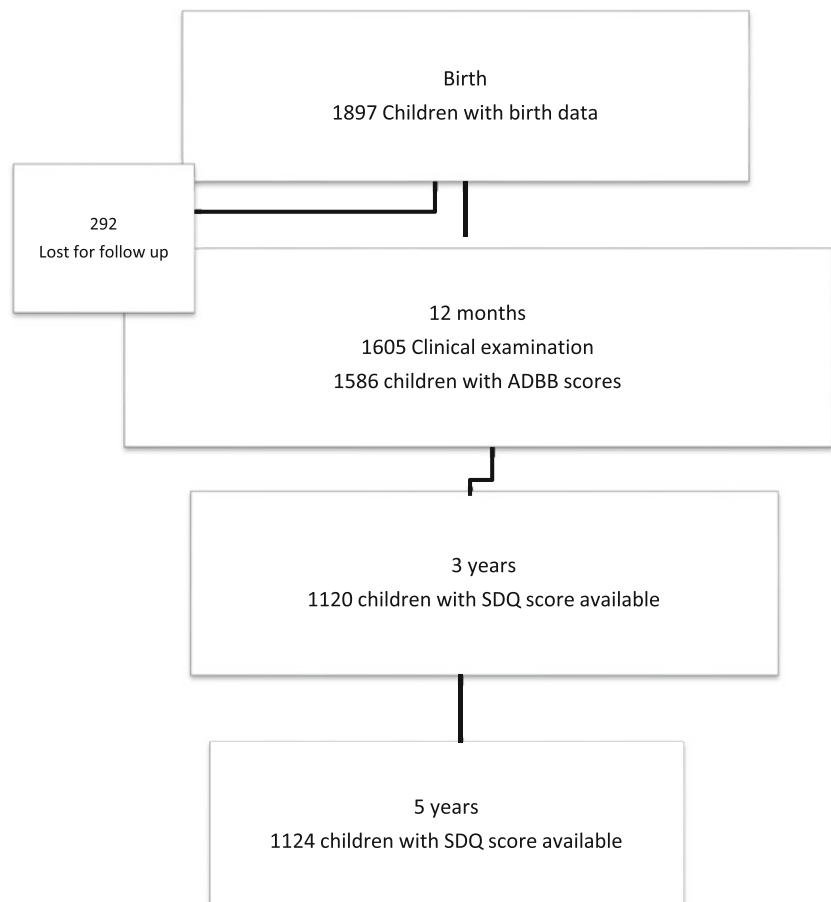 Birth
1897 Children with birth data
292
Lost for follow up
12 months
1605 Clinical examination
1586 children with ADBB scores
3 years
1120 children with SDQ score available
5 years
1124 children with SDQ score available